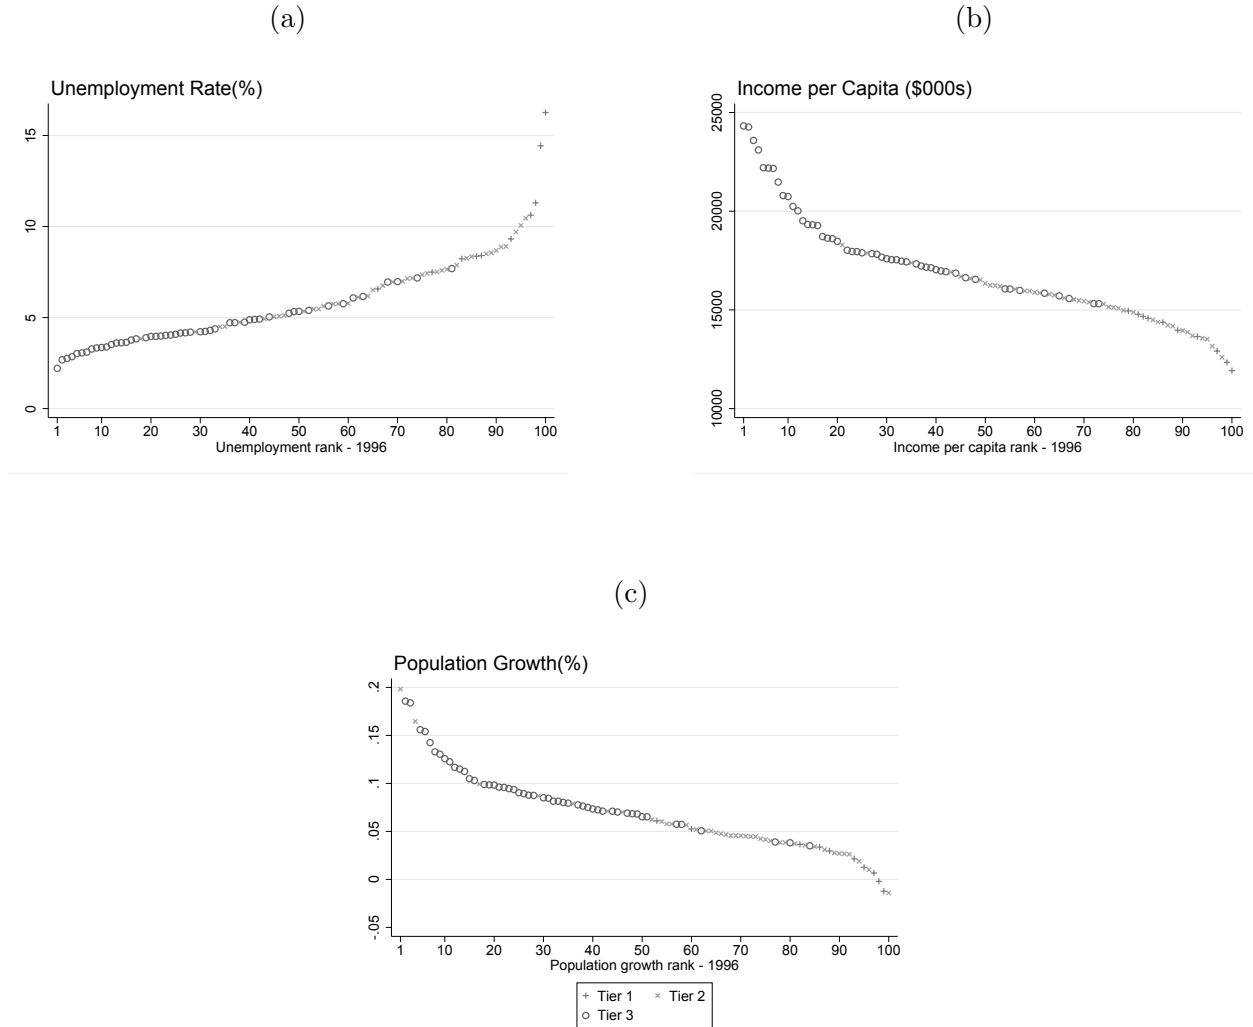 (a)
(b)
Unemployment Rate(%)
0
5
10
15
1 10 20 30 40 50 60 70 80 90 100
Unemployment rank - 1996
Income per Capita ($000s)
10000
15000
20000
25000
1 10 20 30 40 50 60 70 80 90 100
Income per capita rank - 1996
(c)
Population Growth(%)
-.05
0
.05
.1
.15
.2
1 10 20 30 40 50 60 70 80 90 100
Population growth rank - 1996
Tier 1 Tier 2
Tier 3